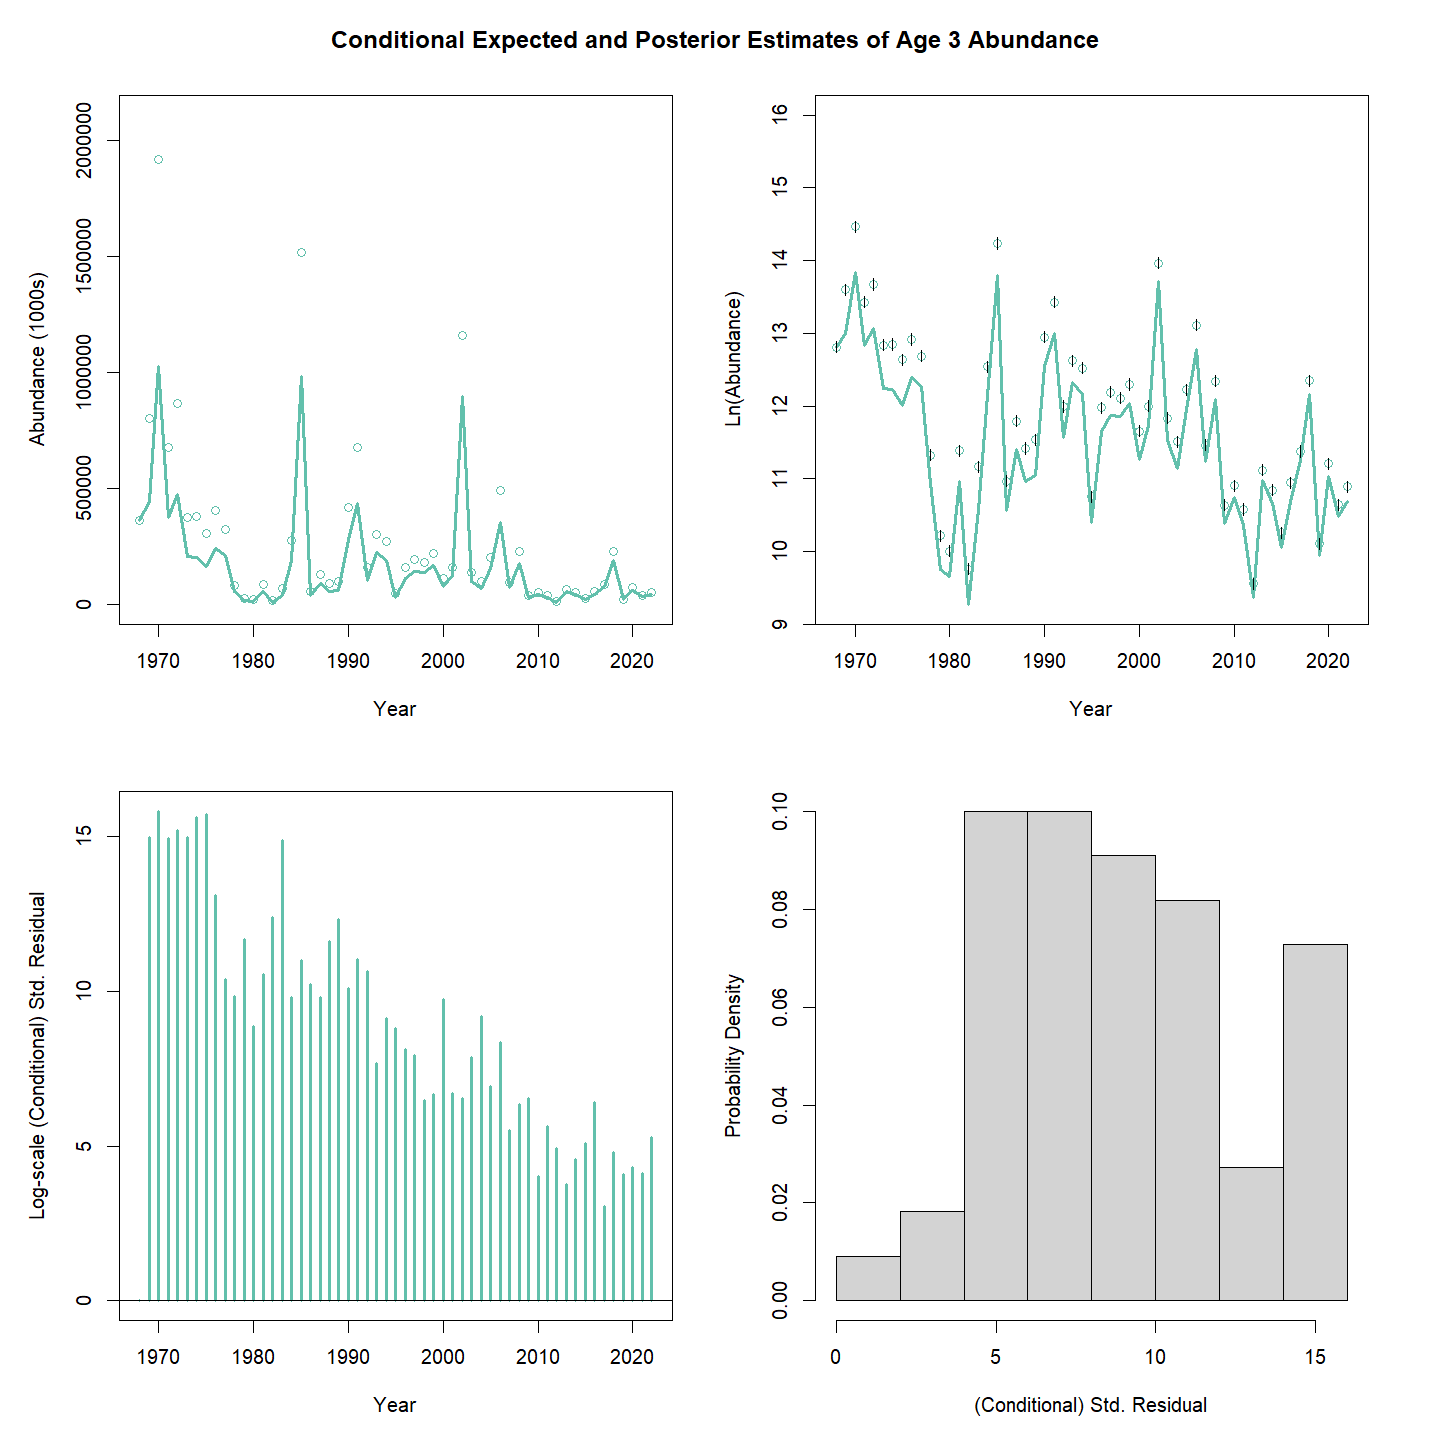 Conditional Expected and Posterior Estimates of Age 3 Abundance
Abundance (1000s)
0 500000 1000000 1500000 2000000
1970 1980 1990 2000 2010 2020
Year
Ln(Abundance)
9 10 11 12 13 14 15 16
1970 1980 1990 2000 2010 2020
Year
Log-scale (Conditional) Std. Residual
0 5 10 15
1970 1980 1990 2000 2010 2020
Year
Probability Density
0.00 0.02 0.04 0.06 0.08 0.10
0 5 10 15
(Conditional) Std. Residual